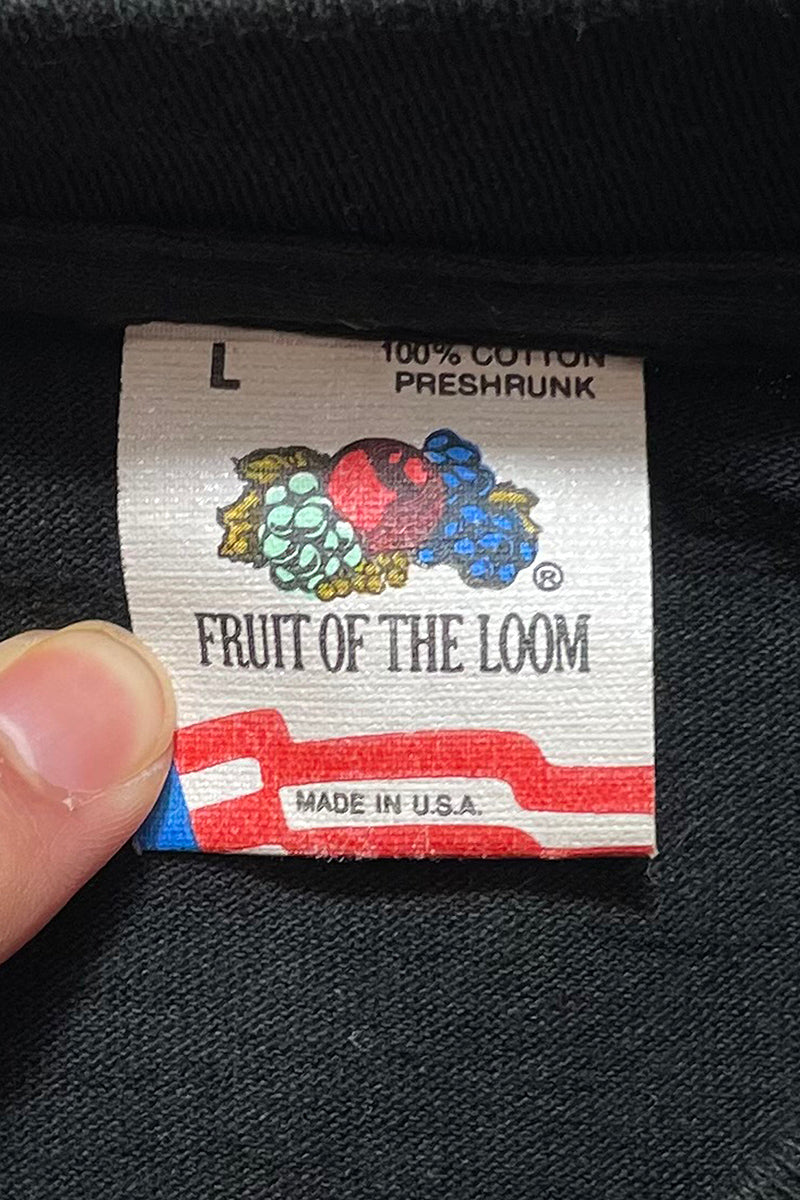 L
100% COTTON
PRESHRUNK
®
FRUIT OF THE LOOM
MADE IN U.S.A.